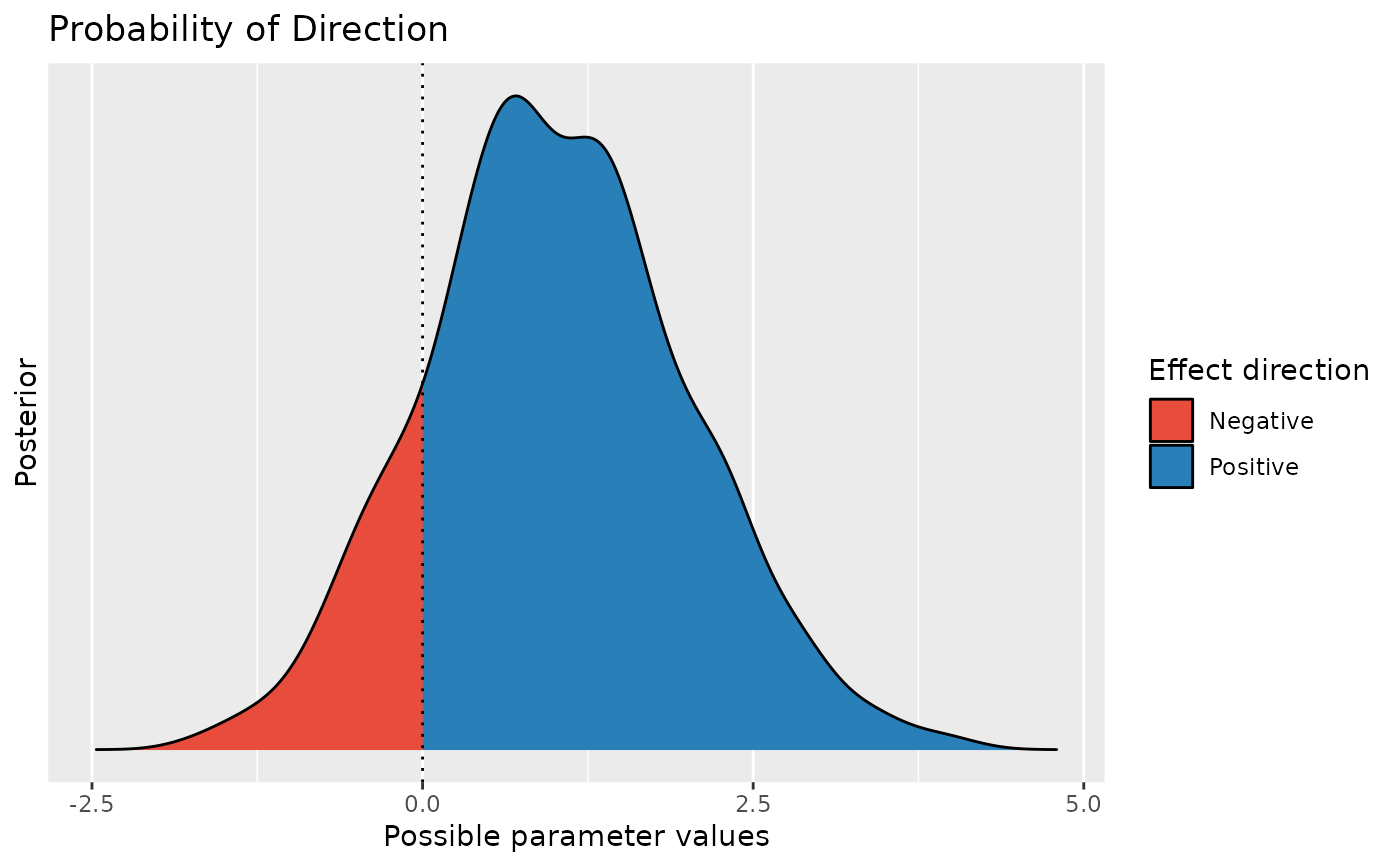 Probability of Direction
Posterior
-2.5
0.0
2.5
5.0
Possible parameter values
Effect direction
Negative
Positive